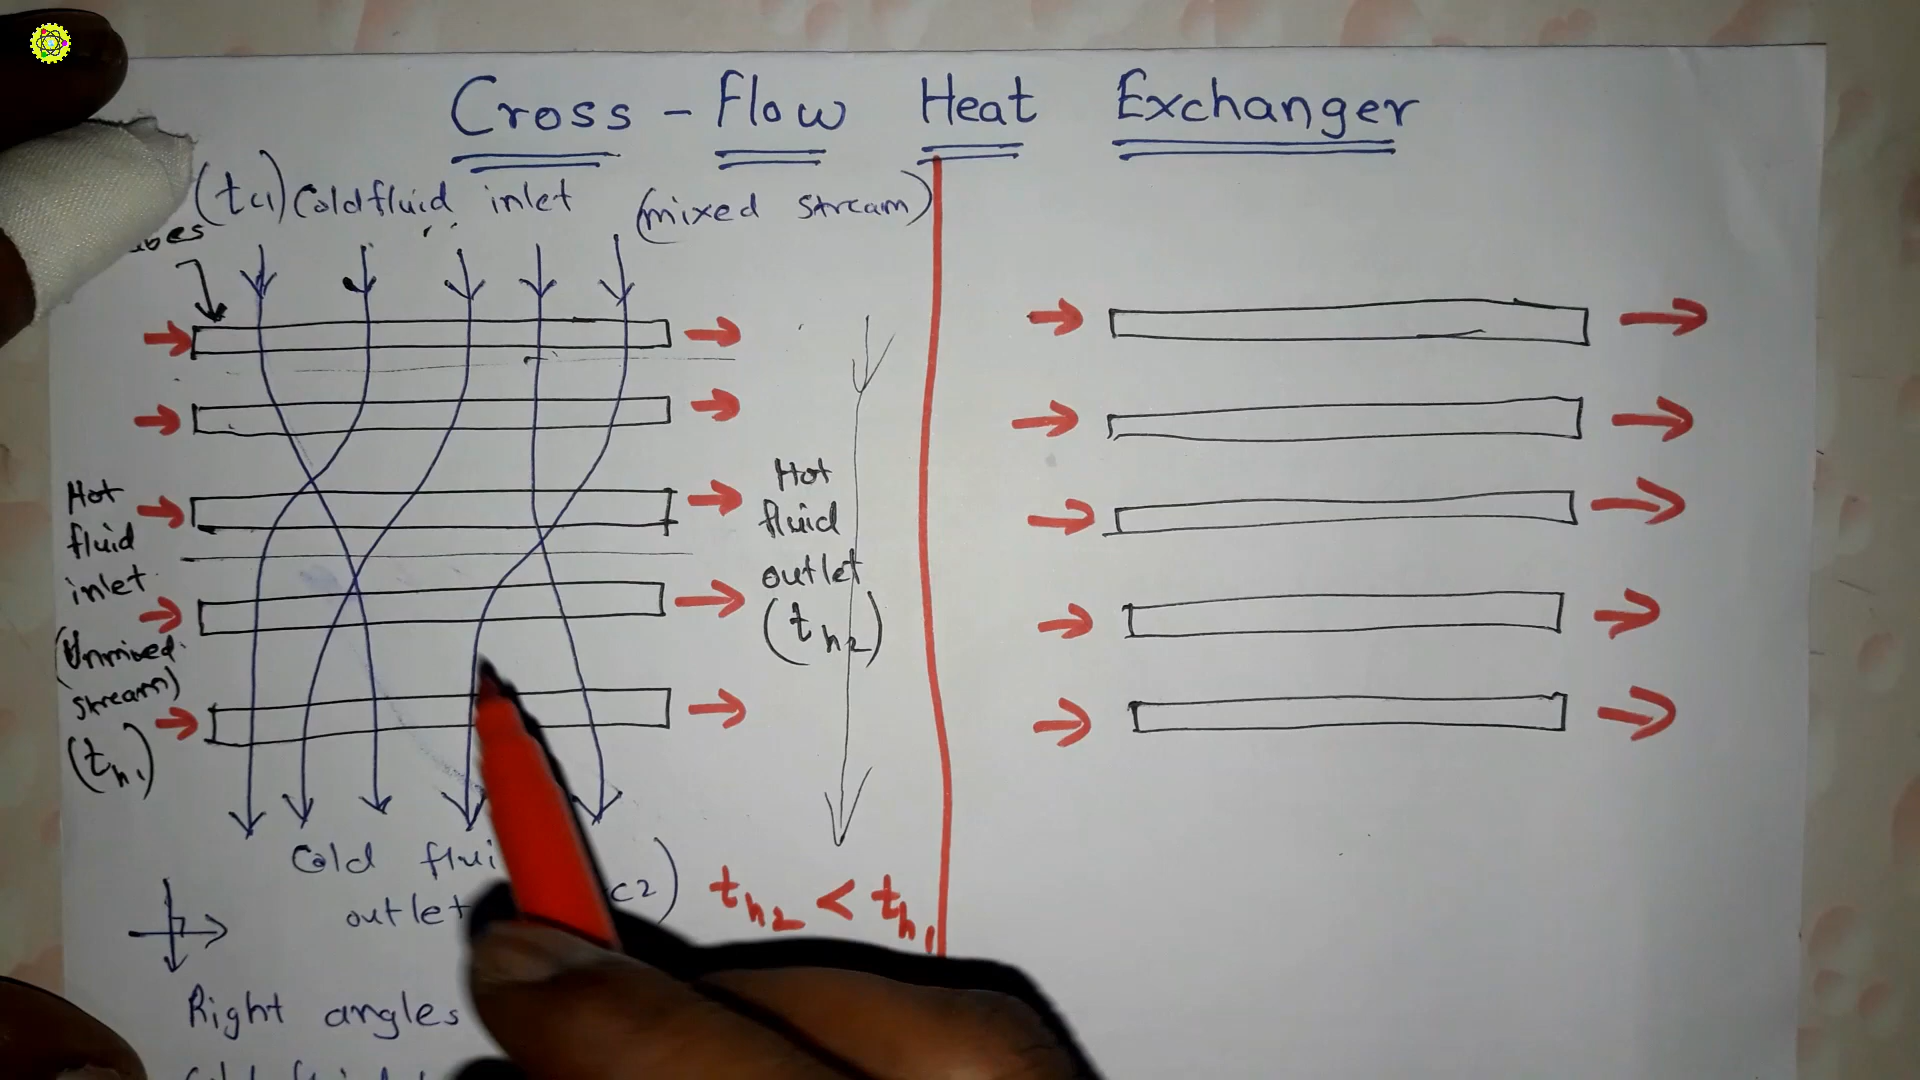 Cross - Flow Heat Exchanger
(tc1) Cold fluid inlet (mixed stream)
Hot
fluid
inlet
(Unmixed
stream)
(th1)
Hot
fluid
outlet
(th2)
Cold
outlet
th2 < th1
Right angles